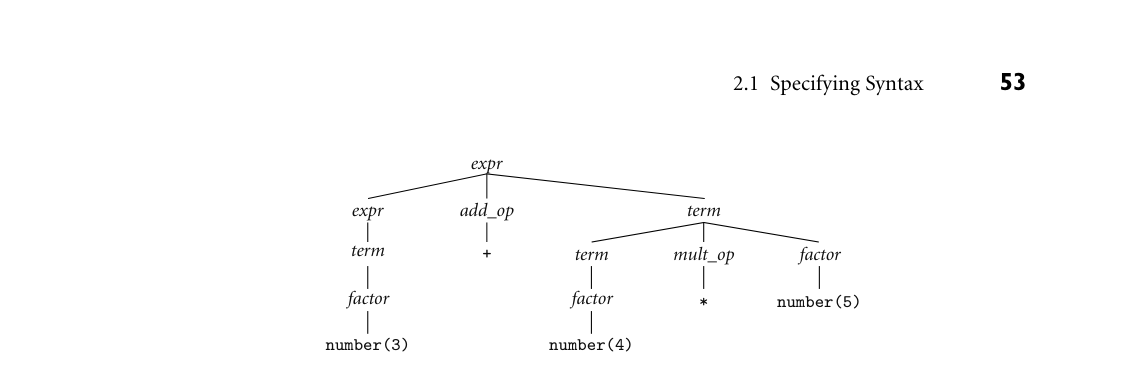 2.1 Specifying Syntax 53
expr
expr add_op term
term + term mult_op factor
factor factor * number(5)
number(3) number(4)